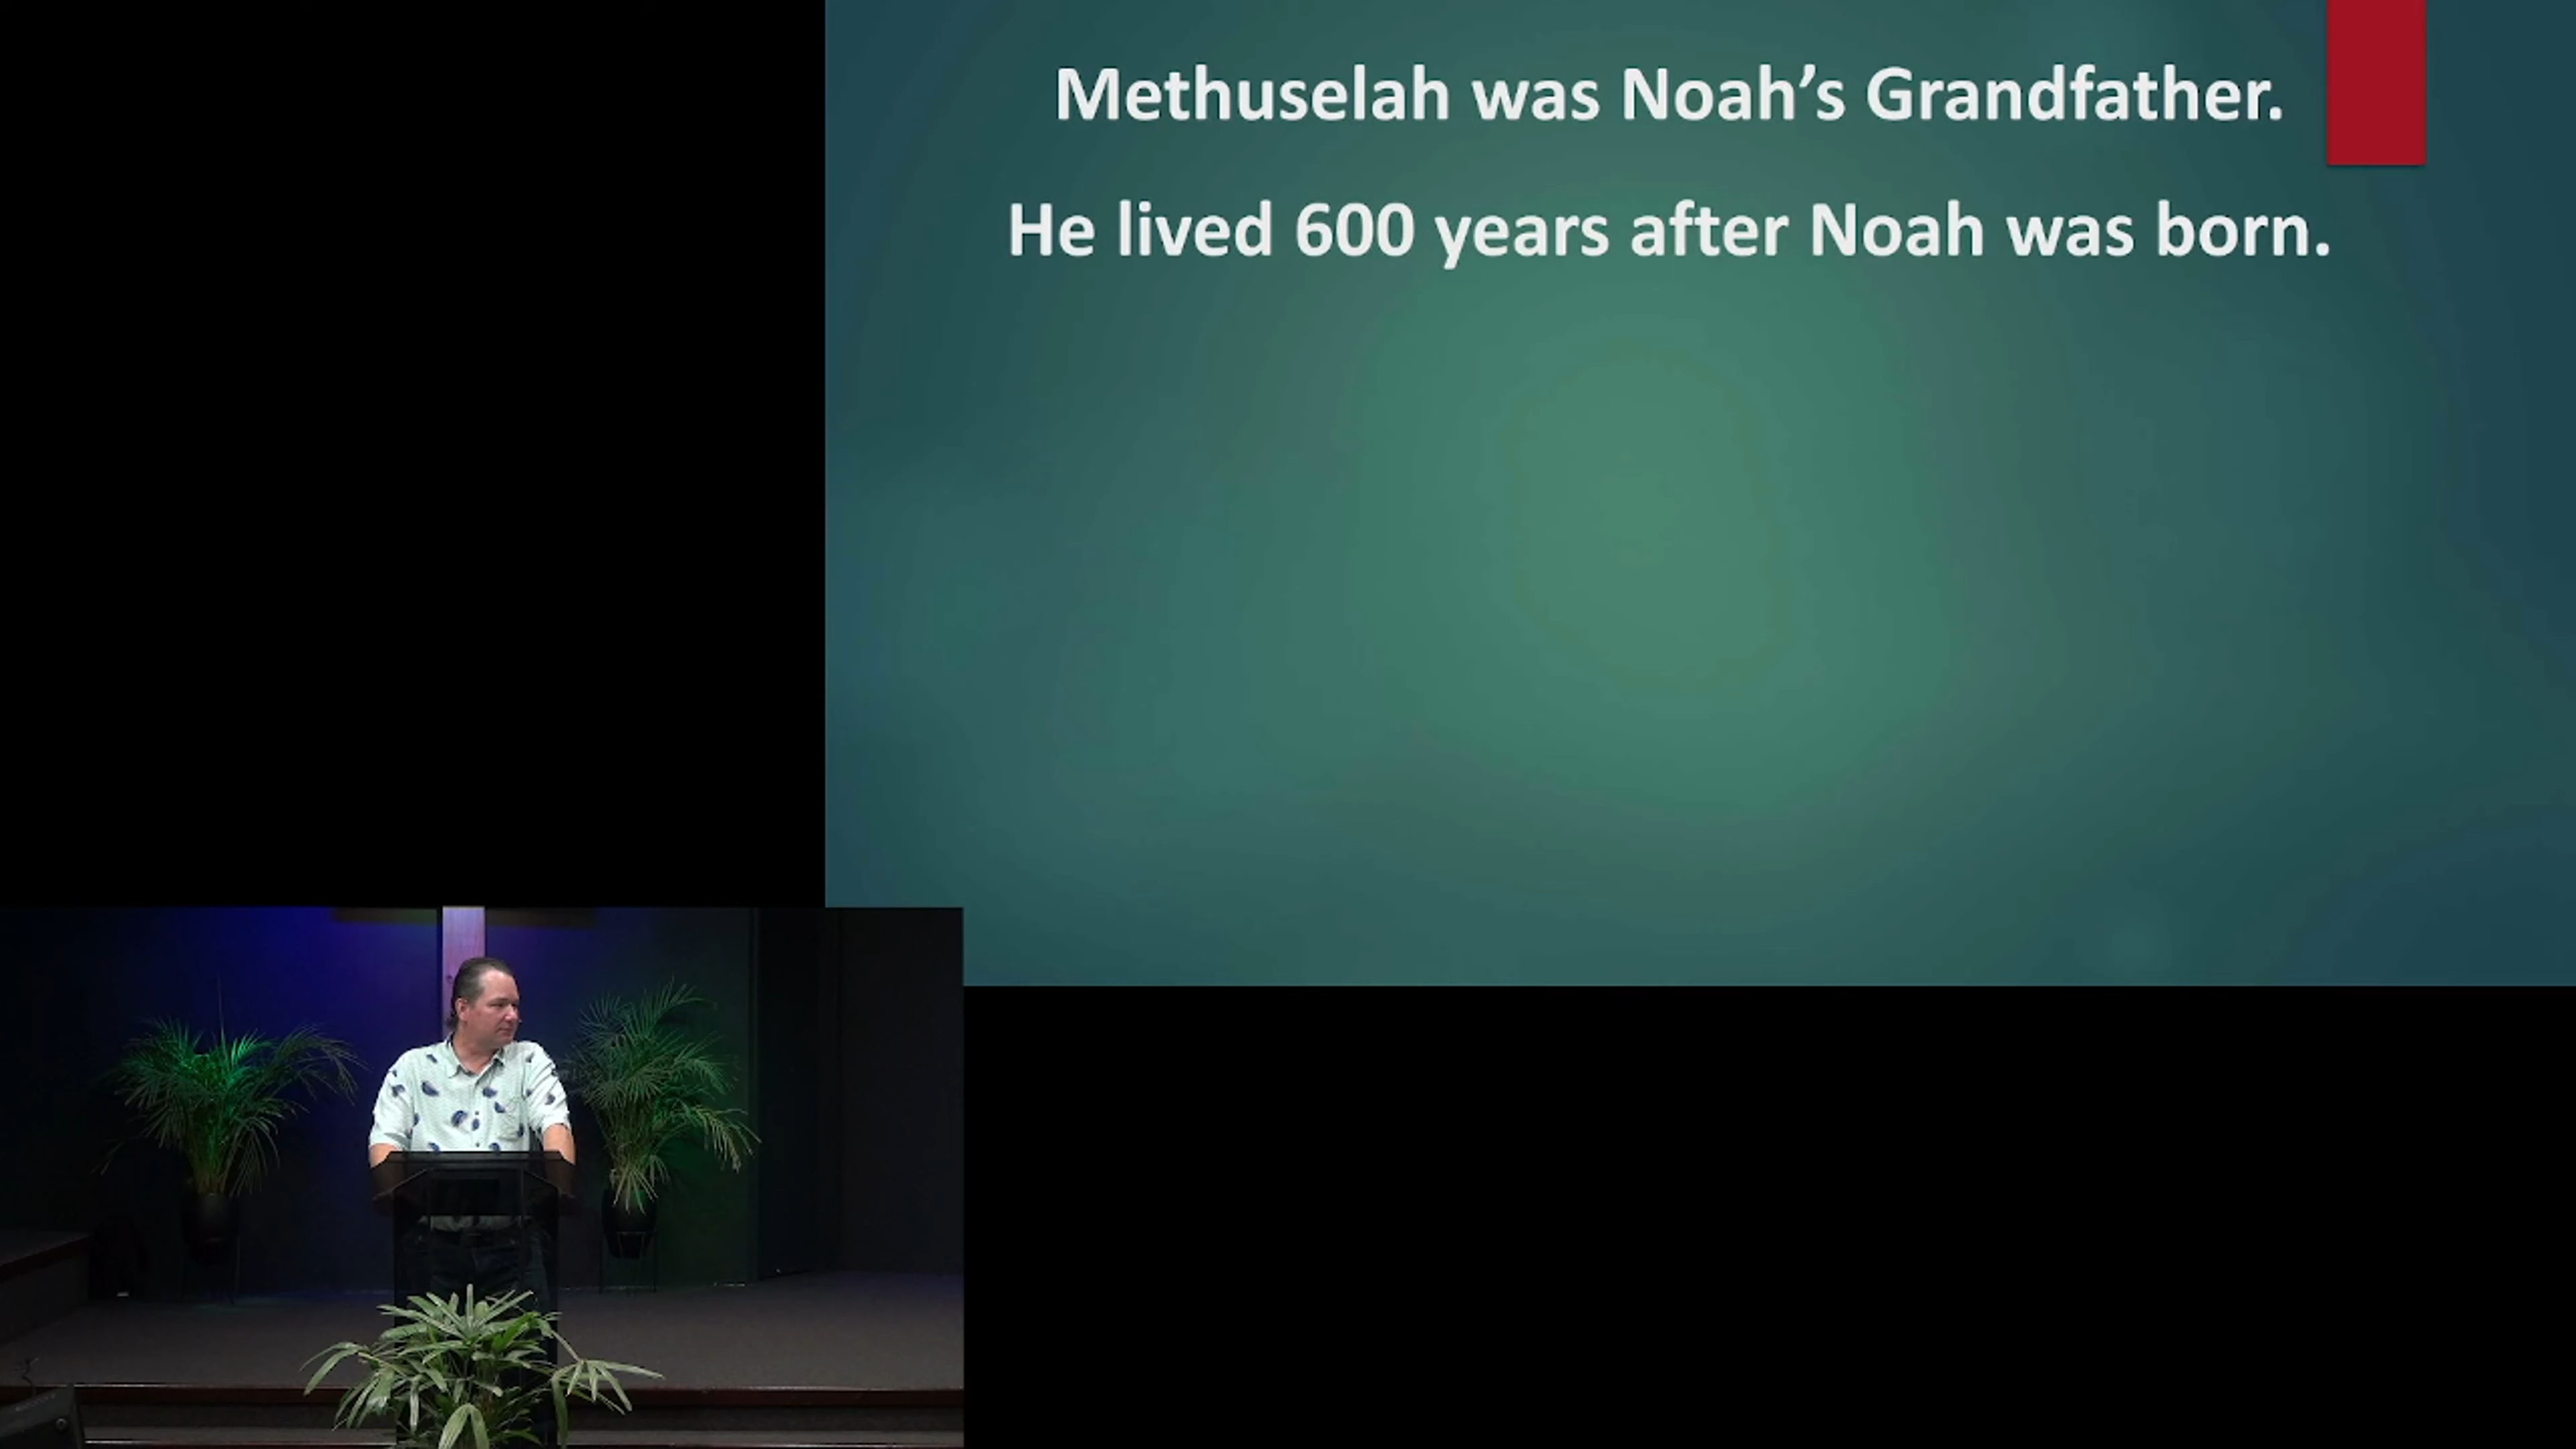 Methuselah was Noah’s Grandfather.
He lived 600 years after Noah was born.